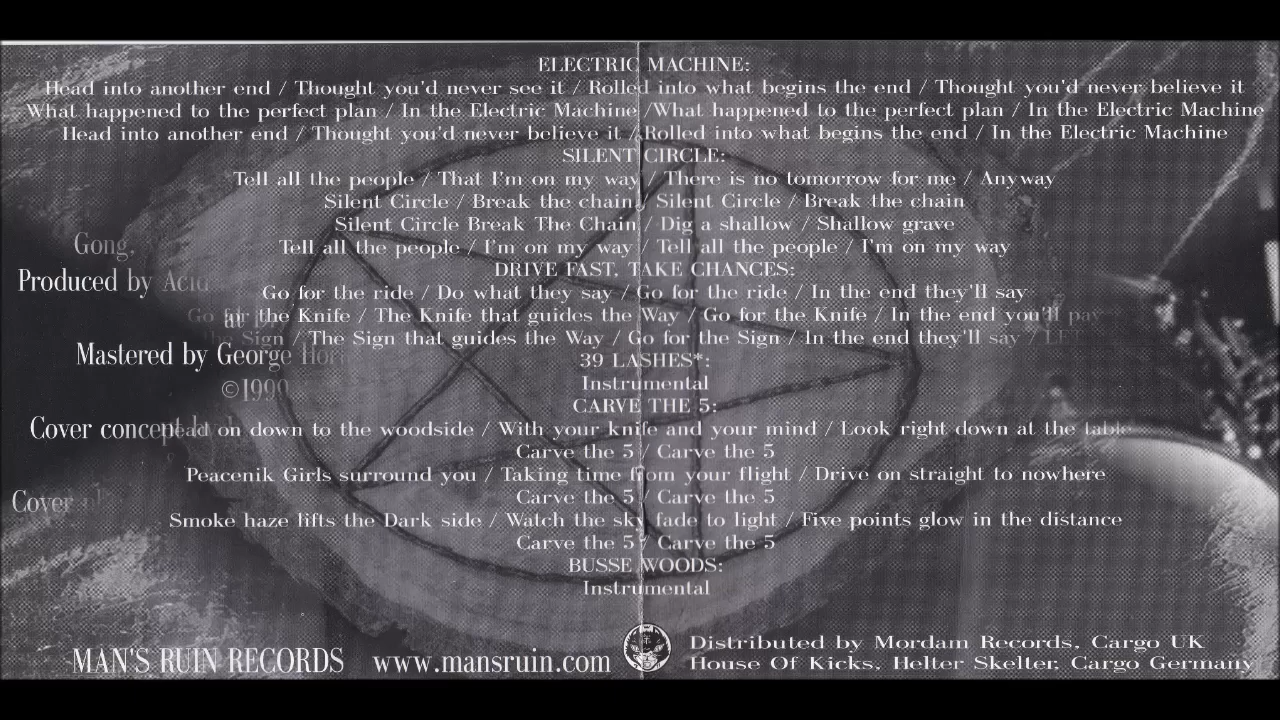 ELECTRIC MACHINE:
Head into another end / Thought you'd never see it / Rolled into what begins the end / Thought you'd never believe it
What happened to the perfect plan / In the Electric Machine /What happened to the perfect plan / In the Electric Machine
Head into another end / Thought you'd never believe it / Rolled into what begins the end / In the Electric Machine
SILENT CIRCLE:
Tell all the people / That I'm on my way / There is no tomorrow for me / Anyway
Silent Circle / Break the chain / Silent Circle / Break the chain
Silent Circle Break The Chain / Dig a shallow / Shallow grave
Gong,
Tell all the people / I'm on my way / Tell all the people / I'm on my way
DRIVE FAST, TAKE CHANCES:
Produced by Acid
Go for the ride / Do what they say / Go for the ride / In the end they'll say
Go for the Knife / The Knife that guides the Way / Go for the Knife / In the end you'll pay
at
the Sign / The Sign that guides the Way / Go for the Sign / In the end they'll say /
Mastered by George
39 LASHES*:
Instrumental
©1999
CARVE THE 5:
Cover concept by
Head on down to the woodside / With your knife and your mind / Look right down at the table
Carve the 5 / Carve the 5
Peacenik Girls surround you / Taking time from your flight / Drive on straight to nowhere
Carve the 5 / Carve the 5
Cover
Smoke haze lifts the Dark side / Watch the sky fade to light / Five points glow in the distance
Carve the 5 / Carve the 5
BUSSE WOODS:
Instrumental
MAN'S RUIN RECORDS
www.mansruin.com
Distributed by Mordam Records, Cargo UK
House Of Kicks, Helter Skelter, Cargo Germany